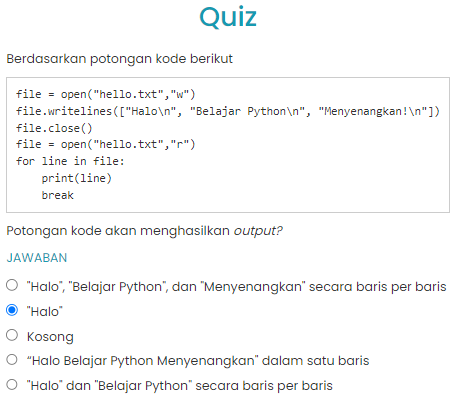 Quiz
Berdasarkan potongan kode berikut
file = open("hello.txt","w")
file.writelines(["Halo\n", "Belajar Python\n", "Menyenangkan!\n"])
file.close()
file = open("hello.txt","r")
for line in file:
    print(line)
    break
Potongan kode akan menghasilkan output?
JAWABAN
"Halo", "Belajar Python", dan "Menyenangkan" secara baris per baris
"Halo"
Kosong
“Halo Belajar Python Menyenangkan" dalam satu baris
"Halo" dan "Belajar Python" secara baris per baris